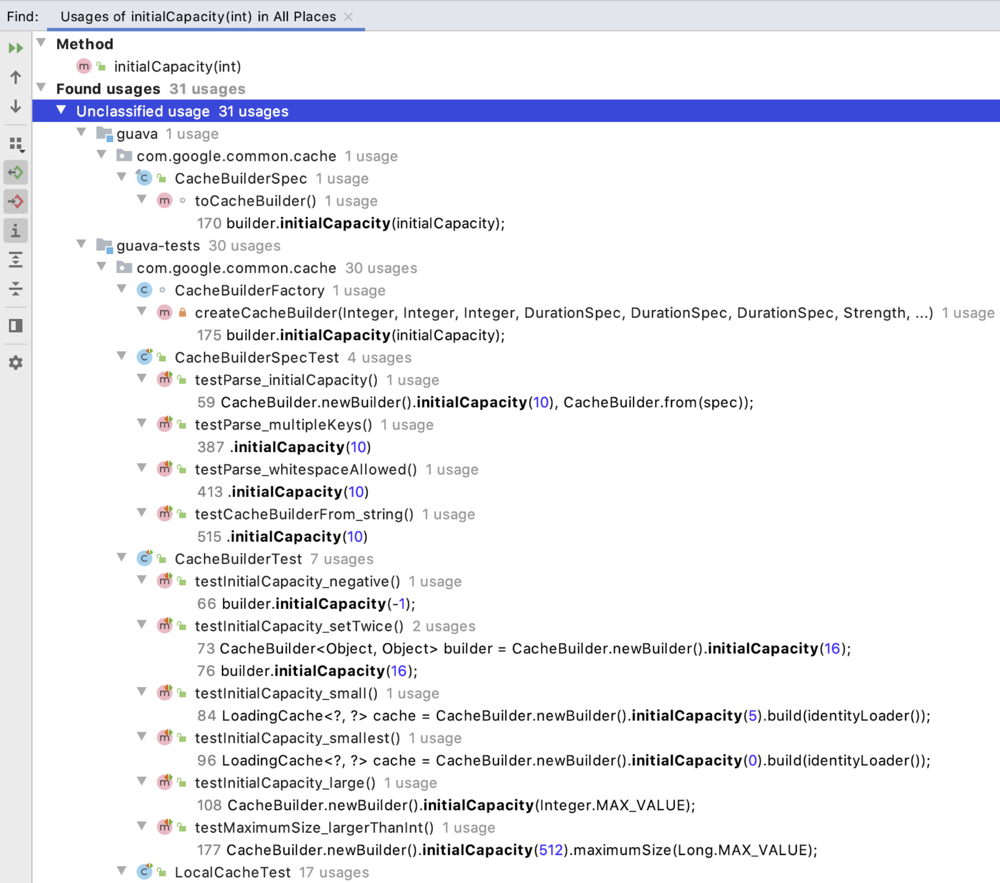 Find: Usages of initialCapacity(int) in All Places
Method
m initialCapacity(int)
Found usages 31 usages
Unclassified usage 31 usages
guava 1 usage
com.google.common.cache 1 usage
C CacheBuilderSpec 1 usage
m toCacheBuilder() 1 usage
170 builder.initialCapacity(initialCapacity);
guava-tests 30 usages
com.google.common.cache 30 usages
C CacheBuilderFactory 1 usage
m createCacheBuilder(Integer, Integer, Integer, DurationSpec, DurationSpec, DurationSpec, Strength, ...) 1 usage
175 builder.initialCapacity(initialCapacity);
C CacheBuilderSpecTest 4 usages
m testParse_initialCapacity() 1 usage
59 CacheBuilder.newBuilder().initialCapacity(10), CacheBuilder.from(spec));
m testParse_multipleKeys() 1 usage
387 .initialCapacity(10)
m testParse_whitespaceAllowed() 1 usage
413 .initialCapacity(10)
m testCacheBuilderFrom_string() 1 usage
515 .initialCapacity(10)
C CacheBuilderTest 7 usages
m testInitialCapacity_negative() 1 usage
66 builder.initialCapacity(-1);
m testInitialCapacity_setTwice() 2 usages
73 CacheBuilder<Object, Object> builder = CacheBuilder.newBuilder().initialCapacity(16);
76 builder.initialCapacity(16);
m testInitialCapacity_small() 1 usage
84 LoadingCache<?, ?> cache = CacheBuilder.newBuilder().initialCapacity(5).build(identityLoader());
m testInitialCapacity_smallest() 1 usage
96 LoadingCache<?, ?> cache = CacheBuilder.newBuilder().initialCapacity(0).build(identityLoader());
m testInitialCapacity_large() 1 usage
108 CacheBuilder.newBuilder().initialCapacity(Integer.MAX_VALUE);
m testMaximumSize_largerThanInt() 1 usage
177 CacheBuilder.newBuilder().initialCapacity(512).maximumSize(Long.MAX_VALUE);
C LocalCacheTest 17 usages